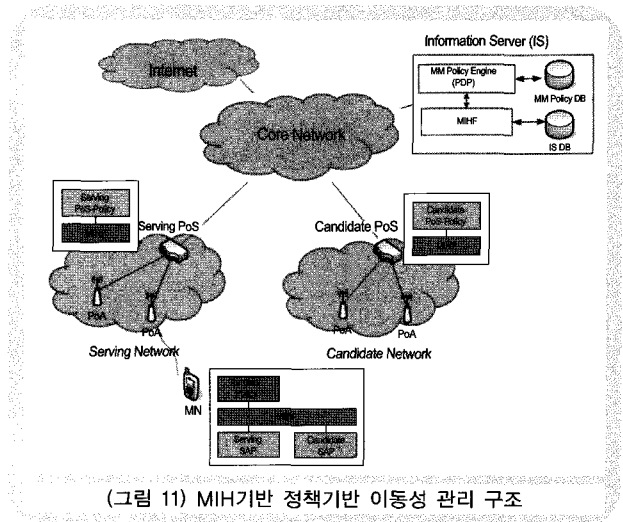 Information Server (IS)
Internet
MM Policy Engine
(PDP)
MM Policy DB
Core Network
MIHF
IS DB
Serving
PoS-Policy
Serving PoS
Candidate PoS
Candidate
PoS-Policy
PoA
PoA
PoA
PoA
Serving Network
Candidate Network
MN
Serving
SAP
Candidate
SAP
(그림 11) MIH기반 정책기반 이동성 관리 구조